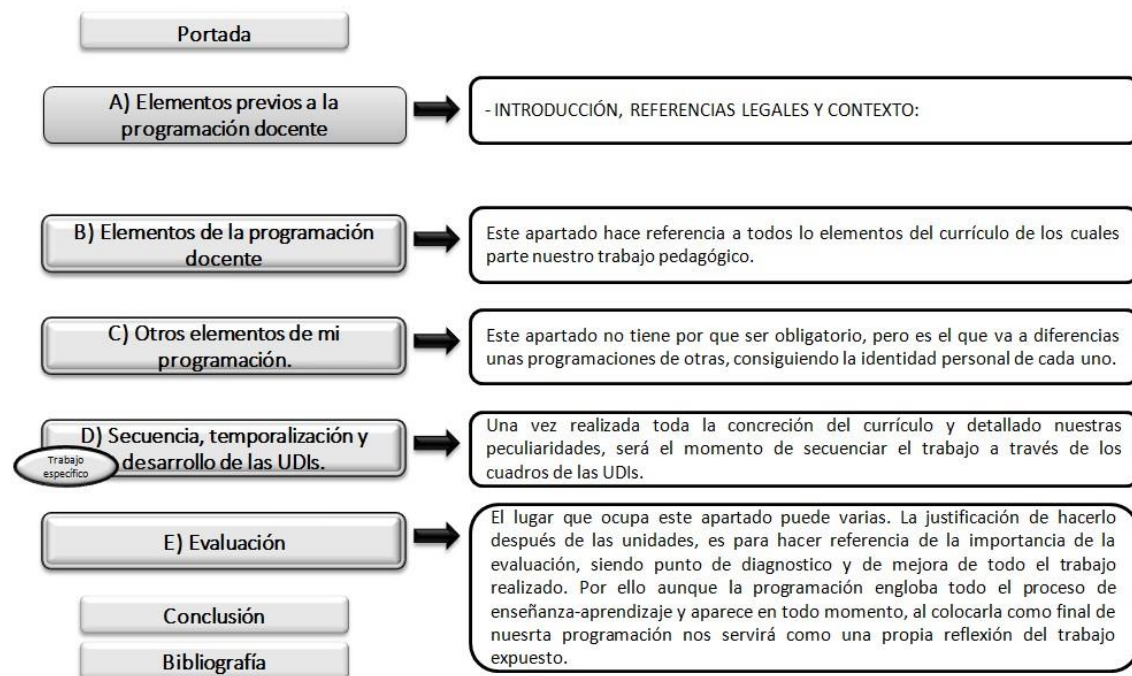 Portada
A) Elementos previos a la
programación docente
- INTRODUCCIÓN, REFERENCIAS LEGALES Y CONTEXTO:
B) Elementos de la programación
docente
Este apartado hace referencia a todos lo elementos del currículo de los cuales
parte nuestro trabajo pedagógico.
C) Otros elementos de mi
programación.
Este apartado no tiene por que ser obligatorio, pero es el que va a diferencias
unas programaciones de otras, consiguiendo la identidad personal de cada uno.
D) Secuencia, temporalización y
desarrollo de las UDIs.
Trabajo
específico
Una vez realizada toda la concreción del currículo y detallado nuestras
peculiaridades, será el momento de secuenciar el trabajo a través de los
cuadros de las UDIs.
E) Evaluación
El lugar que ocupa este apartado puede varias. La justificación de hacerlo
después de las unidades, es para hacer referencia de la importancia de la
evaluación, siendo punto de diagnostico y de mejora de todo el trabajo
realizado. Por ello aunque la programación engloba todo el proceso de
enseñanza-aprendizaje y aparece en todo momento, al colocarla como final de
nuesrta programación nos servirá como una propia reflexión del trabajo
expuesto.
Conclusión
Bibliografía